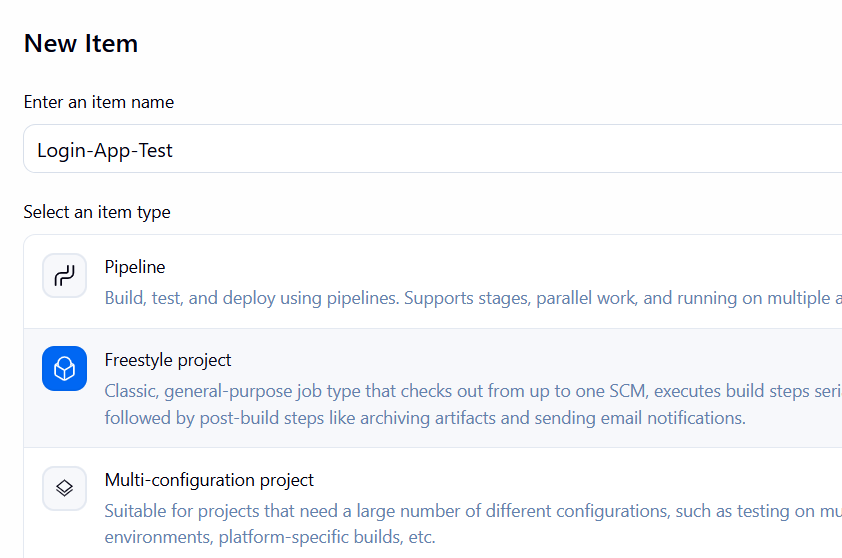 New Item
Enter an item name
Login-App-Test
Select an item type
Pipeline
Build, test, and deploy using pipelines. Supports stages, parallel work, and running on multiple
Freestyle project
Classic, general-purpose job type that checks out from up to one SCM, executes build steps
followed by post-build steps like archiving artifacts and sending email notifications.
Multi-configuration project
Suitable for projects that need a large number of different configurations, such as testing on
environments, platform-specific builds, etc.